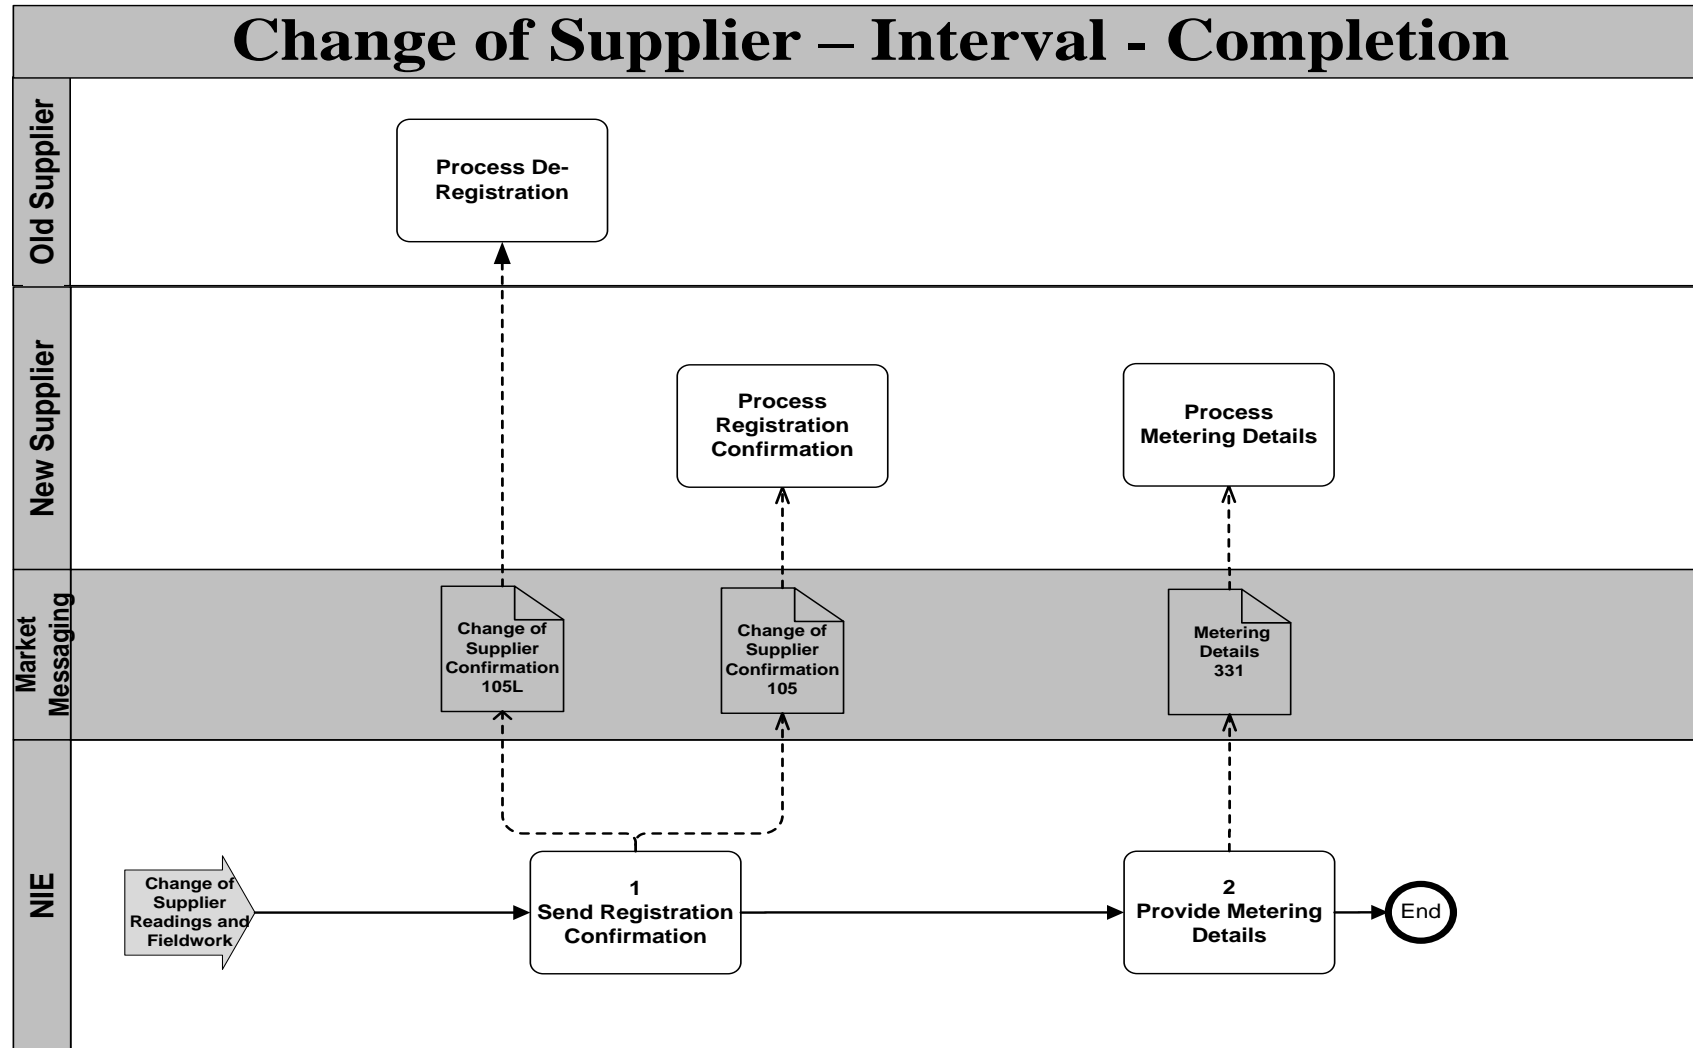 Change of Supplier – Interval - Completion
Old Supplier
Process De-
Registration
New Supplier
Process
Registration
Confirmation
Process
Metering Details
Market
Messaging
Change of
Supplier
Confirmation
105L
Change of
Supplier
Confirmation
105
Metering
Details
331
NIE
Change of
Supplier
Readings and
Fieldwork
1
Send Registration
Confirmation
2
Provide Metering
Details
End